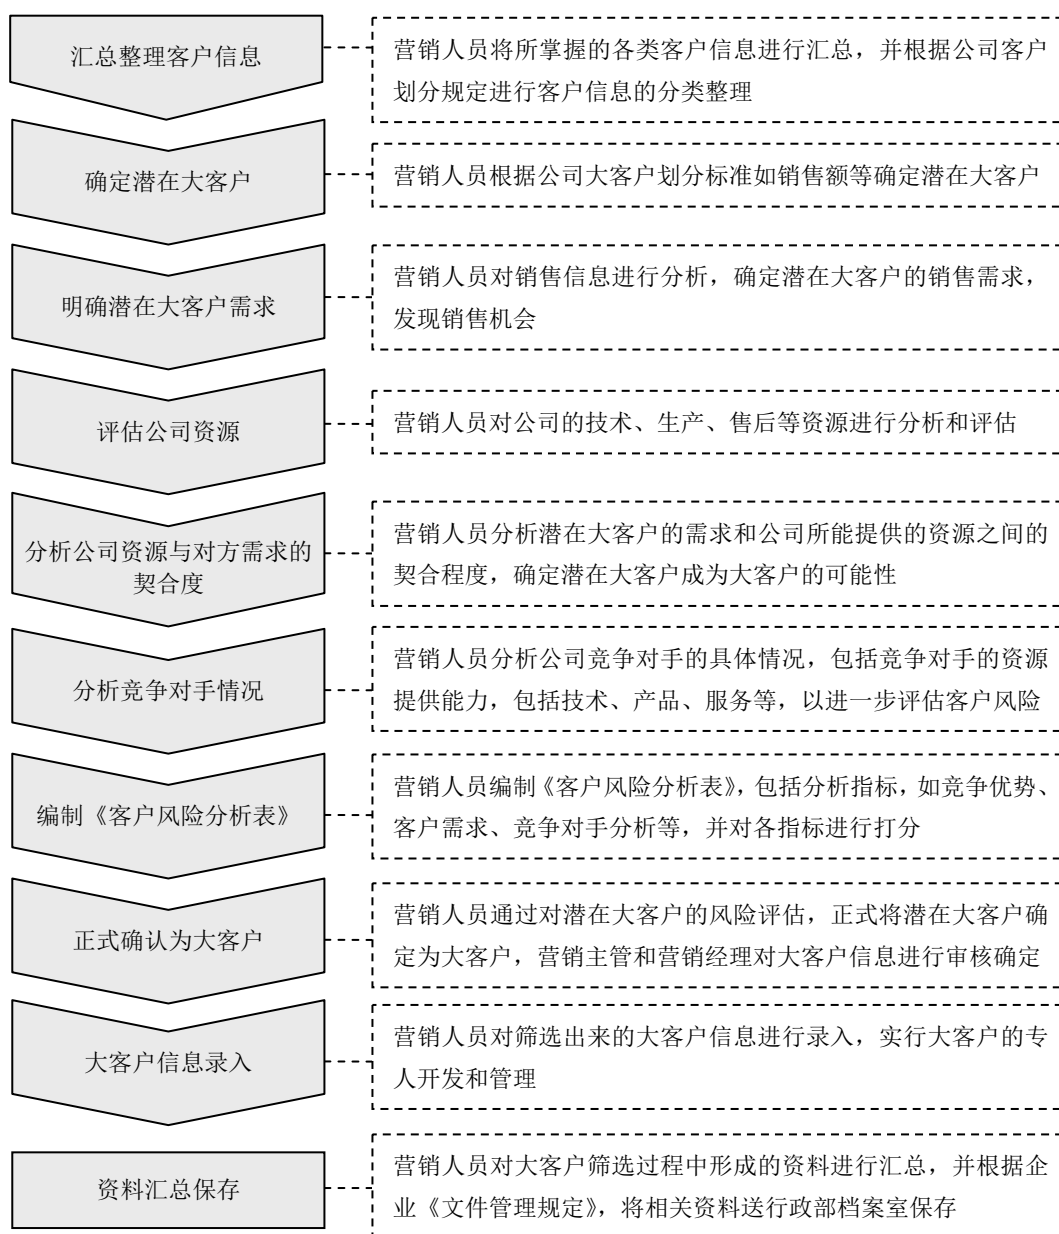 汇总整理客户信息
营销人员将所掌握的各类客户信息进行汇总，并根据公司客户
划分规定进行客户信息的分类整理
确定潜在大客户
营销人员根据公司大客户划分标准如销售额等确定潜在大客户
明确潜在大客户需求
营销人员对销售信息进行分析，确定潜在大客户的销售需求，
发现销售机会
评估公司资源
营销人员对公司的技术、生产、售后等资源进行分析和评估
分析公司资源与对方需求的
契合度
营销人员分析潜在大客户的需求和公司所能提供的资源之间的
契合程度，确定潜在大客户成为大客户的可能性
分析竞争对手情况
营销人员分析公司竞争对手的具体情况，包括竞争对手的资源
提供能力，包括技术、产品、服务等，以进一步评估客户风险
编制《客户风险分析表》
营销人员编制《客户风险分析表》，包括分析指标，如竞争优势、
客户需求、竞争对手分析等，并对各指标进行打分
正式确认为大客户
营销人员通过对潜在大客户的风险评估，正式将潜在大客户确
定为大客户，营销主管和营销经理对大客户信息进行审核确定
大客户信息录入
营销人员对筛选出来的大客户信息进行录入，实行大客户的专
人开发和管理
资料汇总保存
营销人员对大客户筛选过程中形成的资料进行汇总，并根据企
业《文件管理规定》，将相关资料送行政部档案室保存